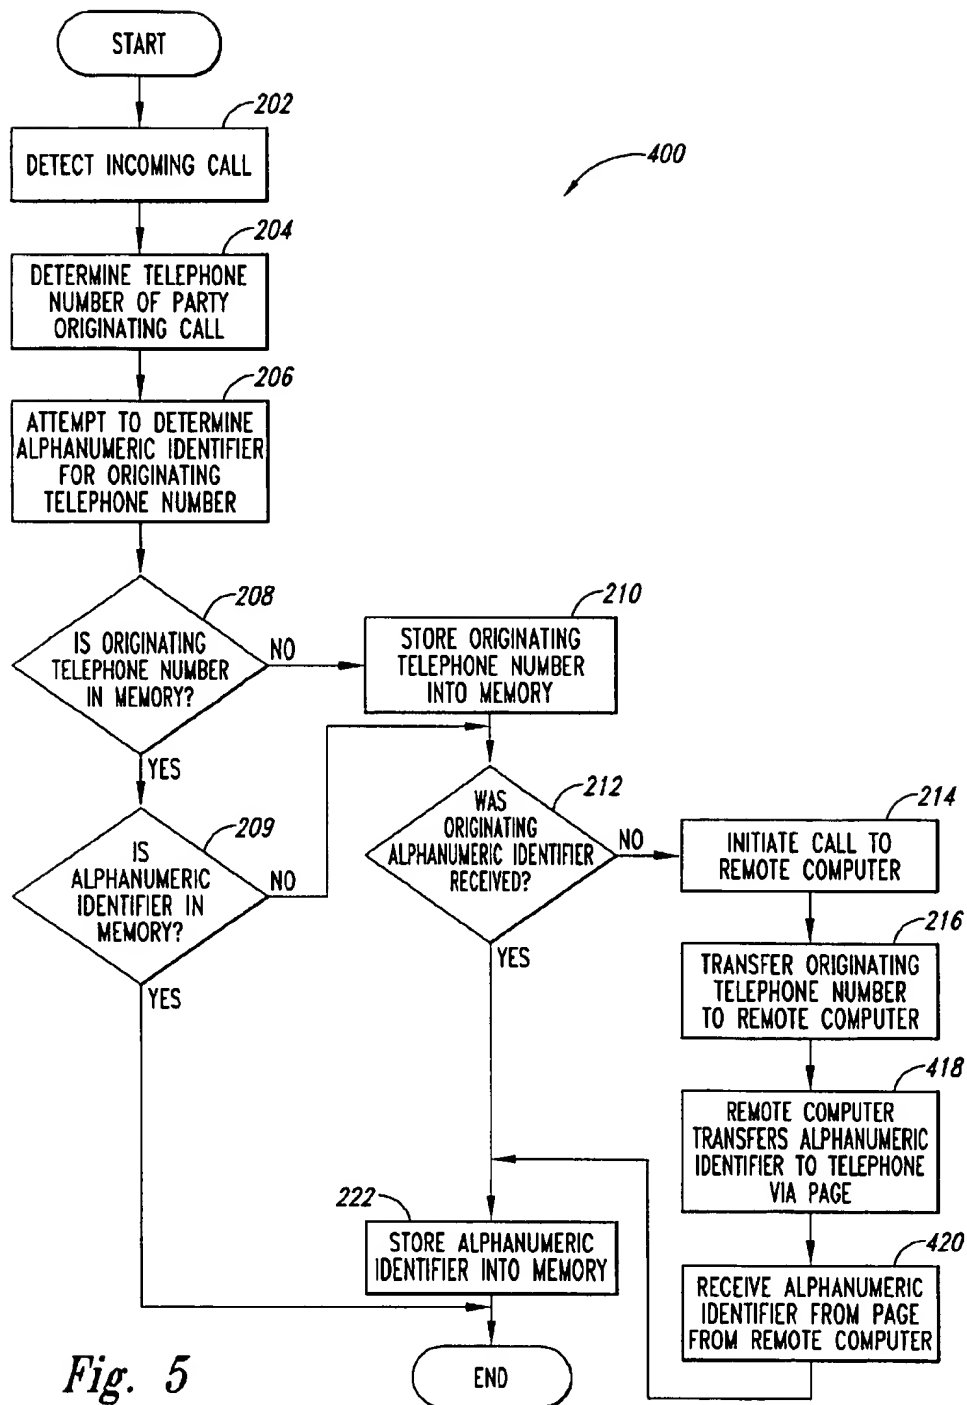 START
202
DETECT INCOMING CALL
400
204
DETERMINE TELEPHONE
NUMBER OF PARTY
ORIGINATING CALL
206
ATTEMPT TO DETERMINE
ALPHANUMERIC IDENTIFIER
FOR ORIGINATING
TELEPHONE NUMBER
208
IS ORIGINATING
TELEPHONE NUMBER
IN MEMORY?
NO
YES
210
STORE ORIGINATING
TELEPHONE NUMBER
INTO MEMORY
209
IS
ALPHANUMERIC
IDENTIFIER IN
MEMORY?
NO
YES
212
WAS
ORIGINATING
ALPHANUMERIC IDENTIFIER
RECEIVED?
NO
YES
214
INITIATE CALL TO
REMOTE COMPUTER
216
TRANSFER ORIGINATING
TELEPHONE NUMBER
TO REMOTE COMPUTER
418
REMOTE COMPUTER
TRANSFERS ALPHANUMERIC
IDENTIFIER TO TELEPHONE
VIA PAGE
222
STORE ALPHANUMERIC
IDENTIFIER INTO MEMORY
420
RECEIVE ALPHANUMERIC
IDENTIFIER FROM PAGE
FROM REMOTE COMPUTER
END
Fig. 5